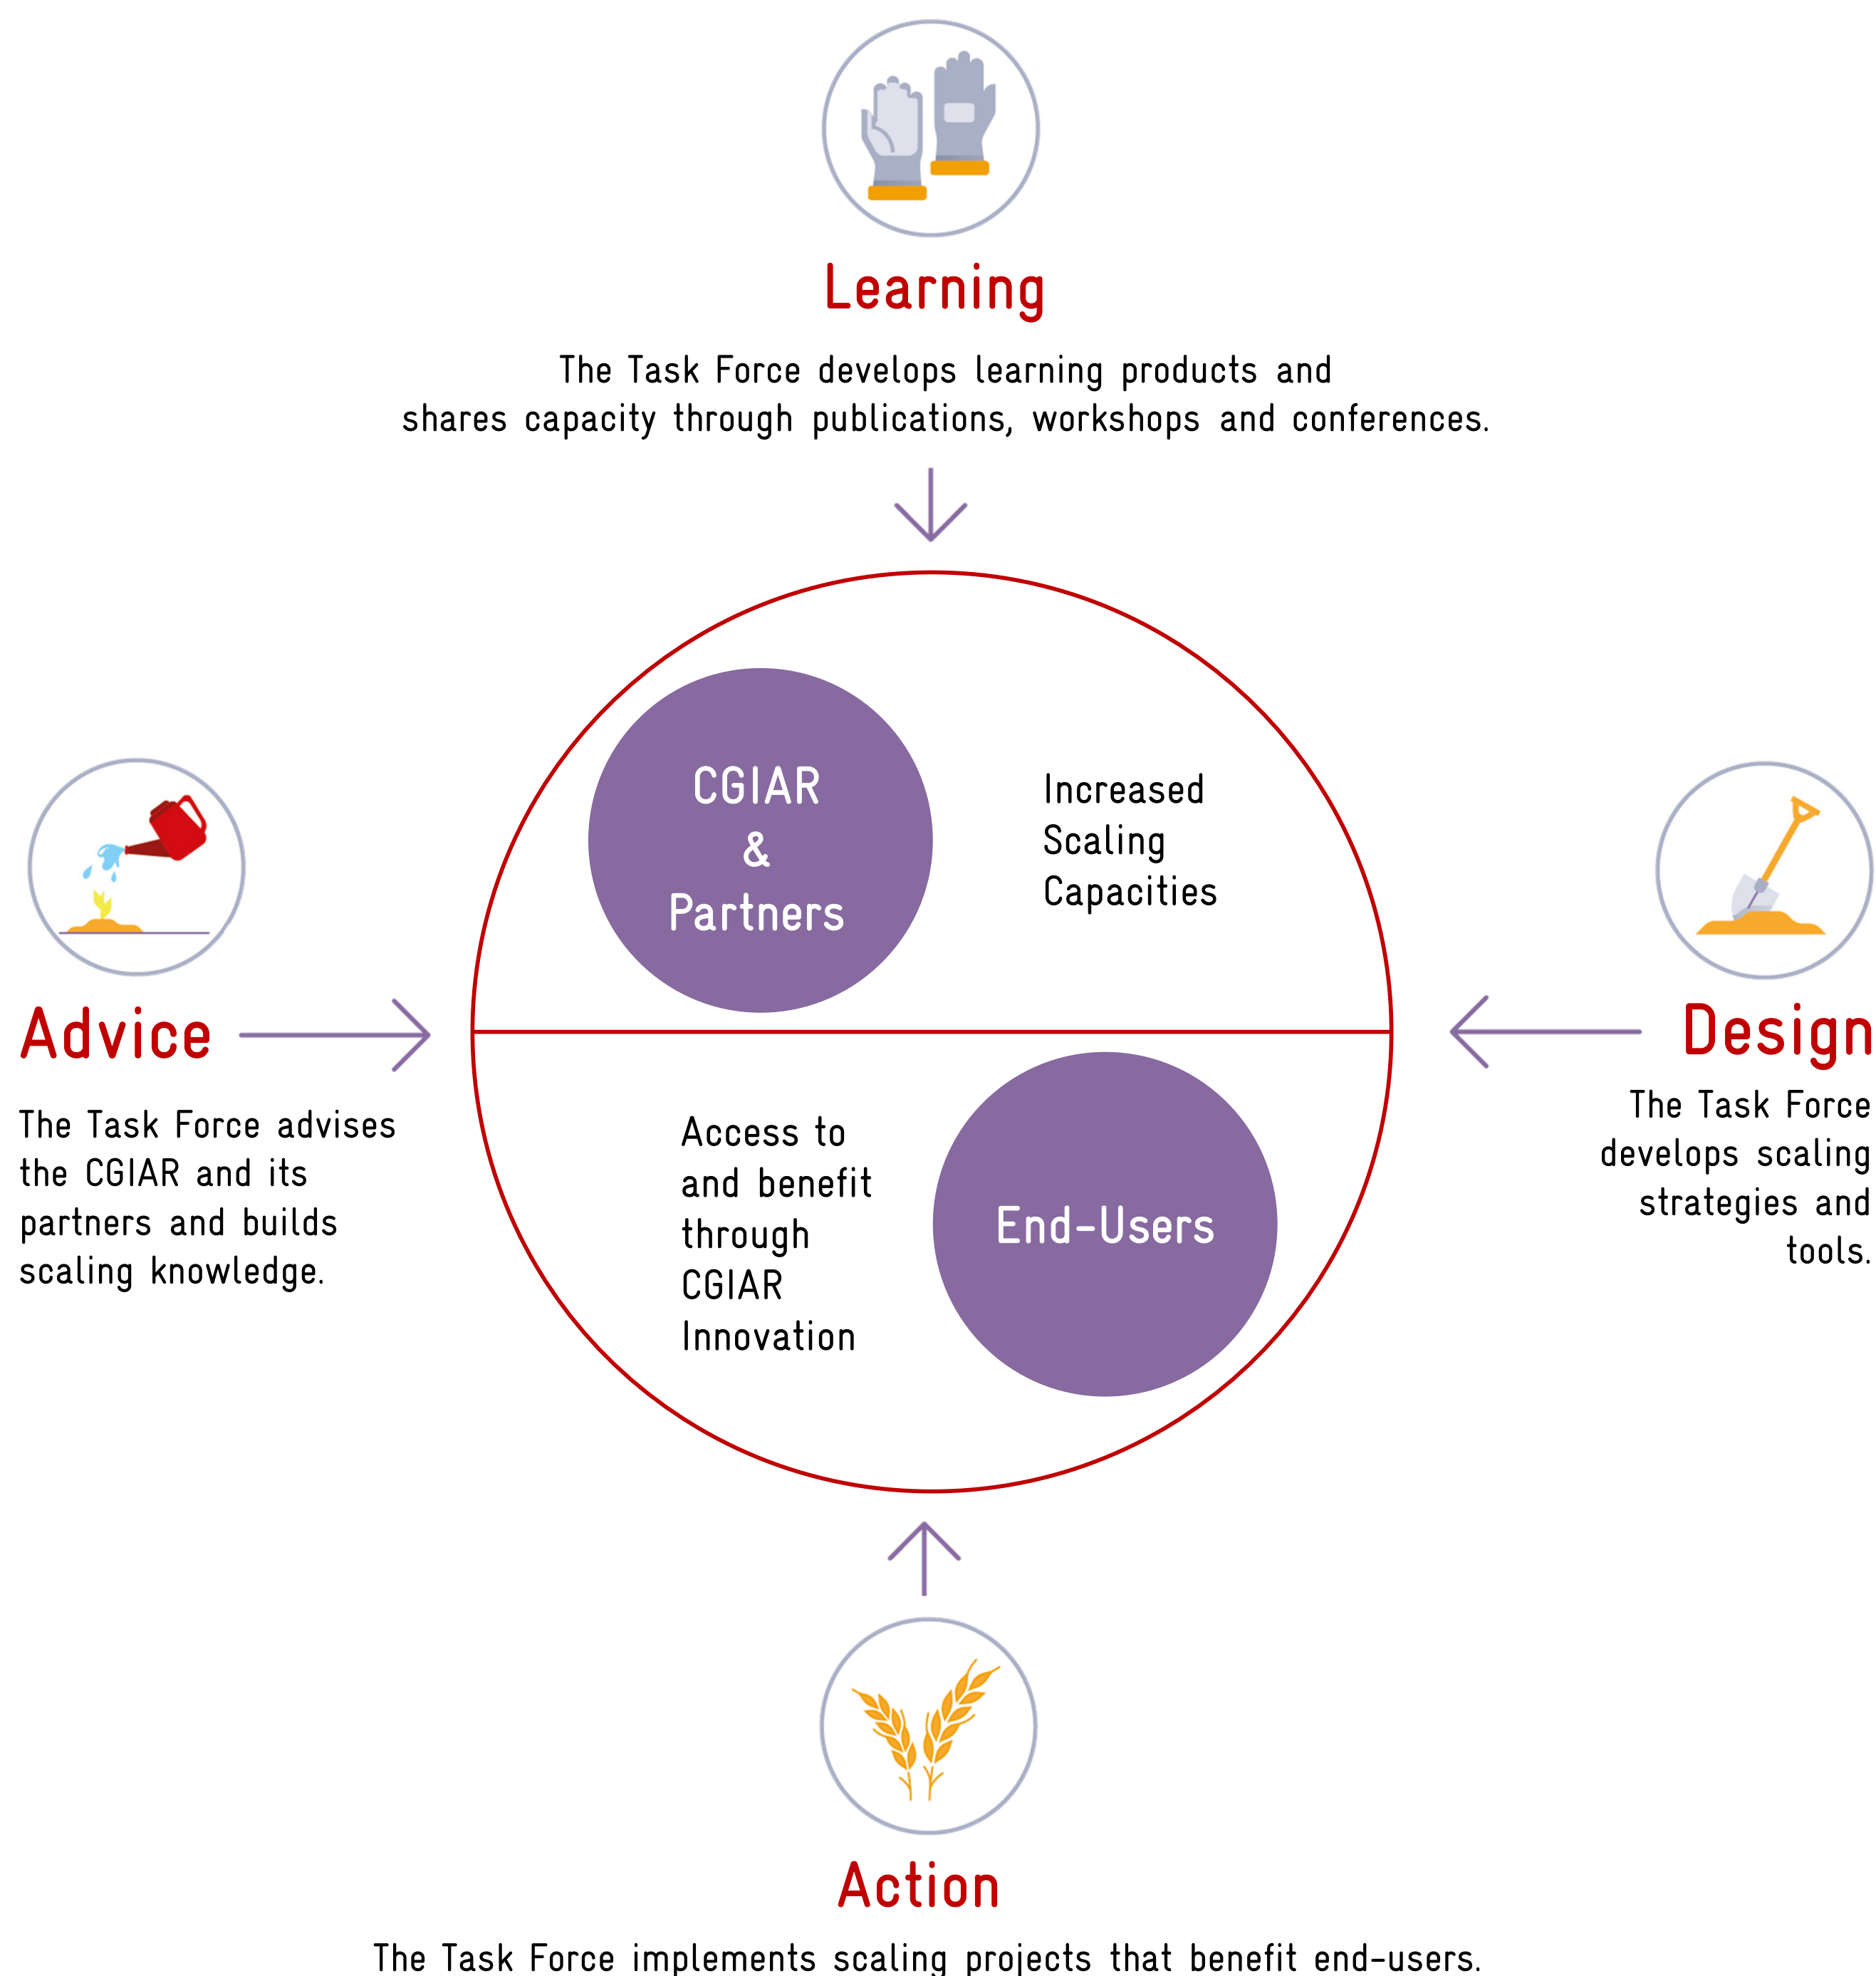 Learning
The Task Force develops learning products and
shares capacity through publications, workshops and conferences.
CGIAR
&
Partners
Increased
Scaling
Capacities
Advice
The Task Force advises
the CGIAR and its
partners and builds
scaling knowledge.
Design
The Task Force
develops scaling
strategies and
tools.
Access to
and benefit
through
CGIAR
Innovation
End-Users
Action
The Task Force implements scaling projects that benefit end-users.